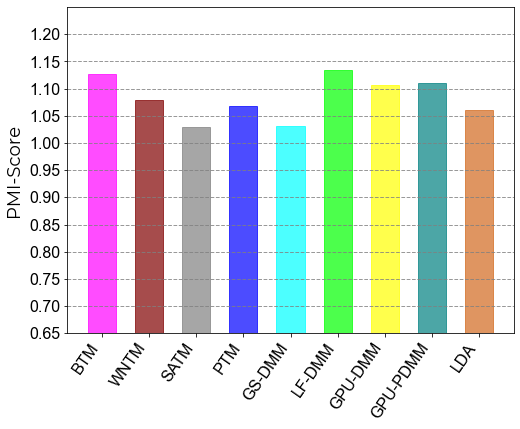 PMI-Score
1.20
1.15
1.10
1.05
1.00
0.95
0.90
0.85
0.80
0.75
0.70
0.65
BTM
WNTM
SATM
PTM
GS-DMM
LF-DMM
GPU-DMM
GPU-PDMM
LDA